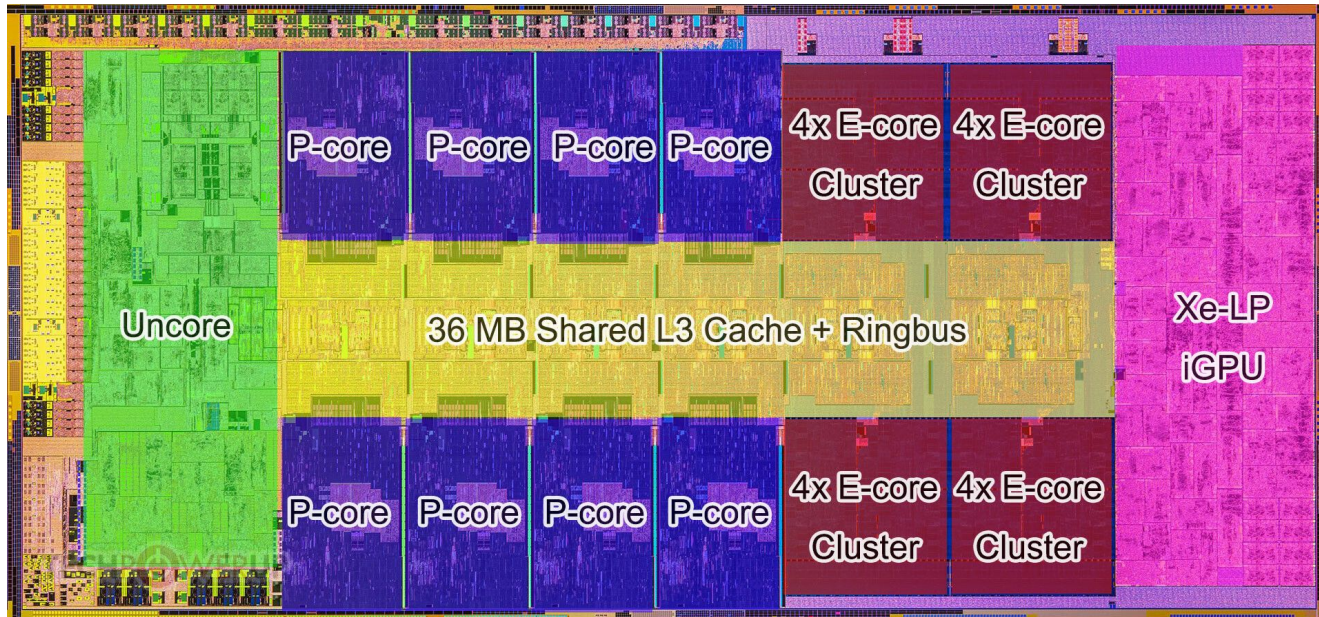 P-core
P-core
P-core
P-core
4x E-core
Cluster
4x E-core
Cluster
Uncore
36 MB Shared L3 Cache + Ringbus
Xe-LP
iGPU
P-core
P-core
P-core
P-core
4x E-core
Cluster
4x E-core
Cluster